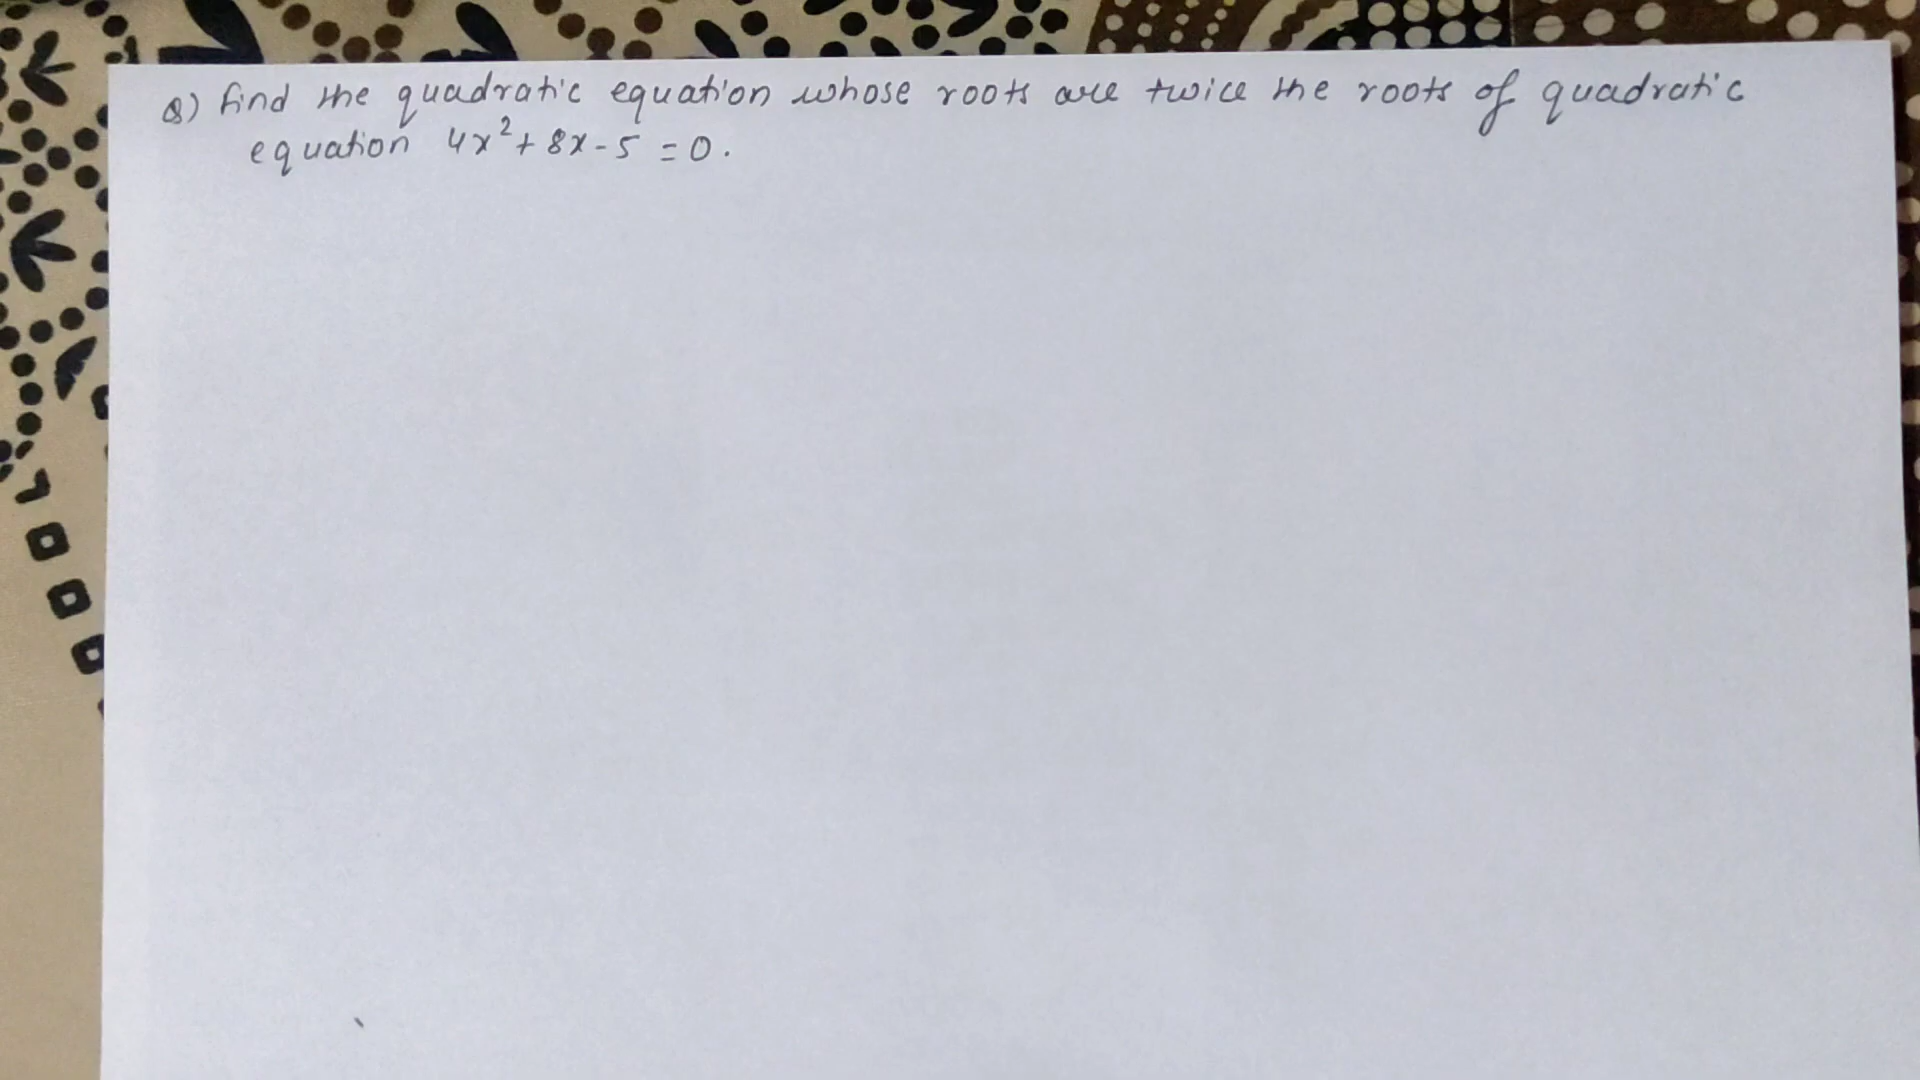 Q) find the quadratic equation whose roots are twice the roots of quadratic
equation 4x²+8x-5 =0.